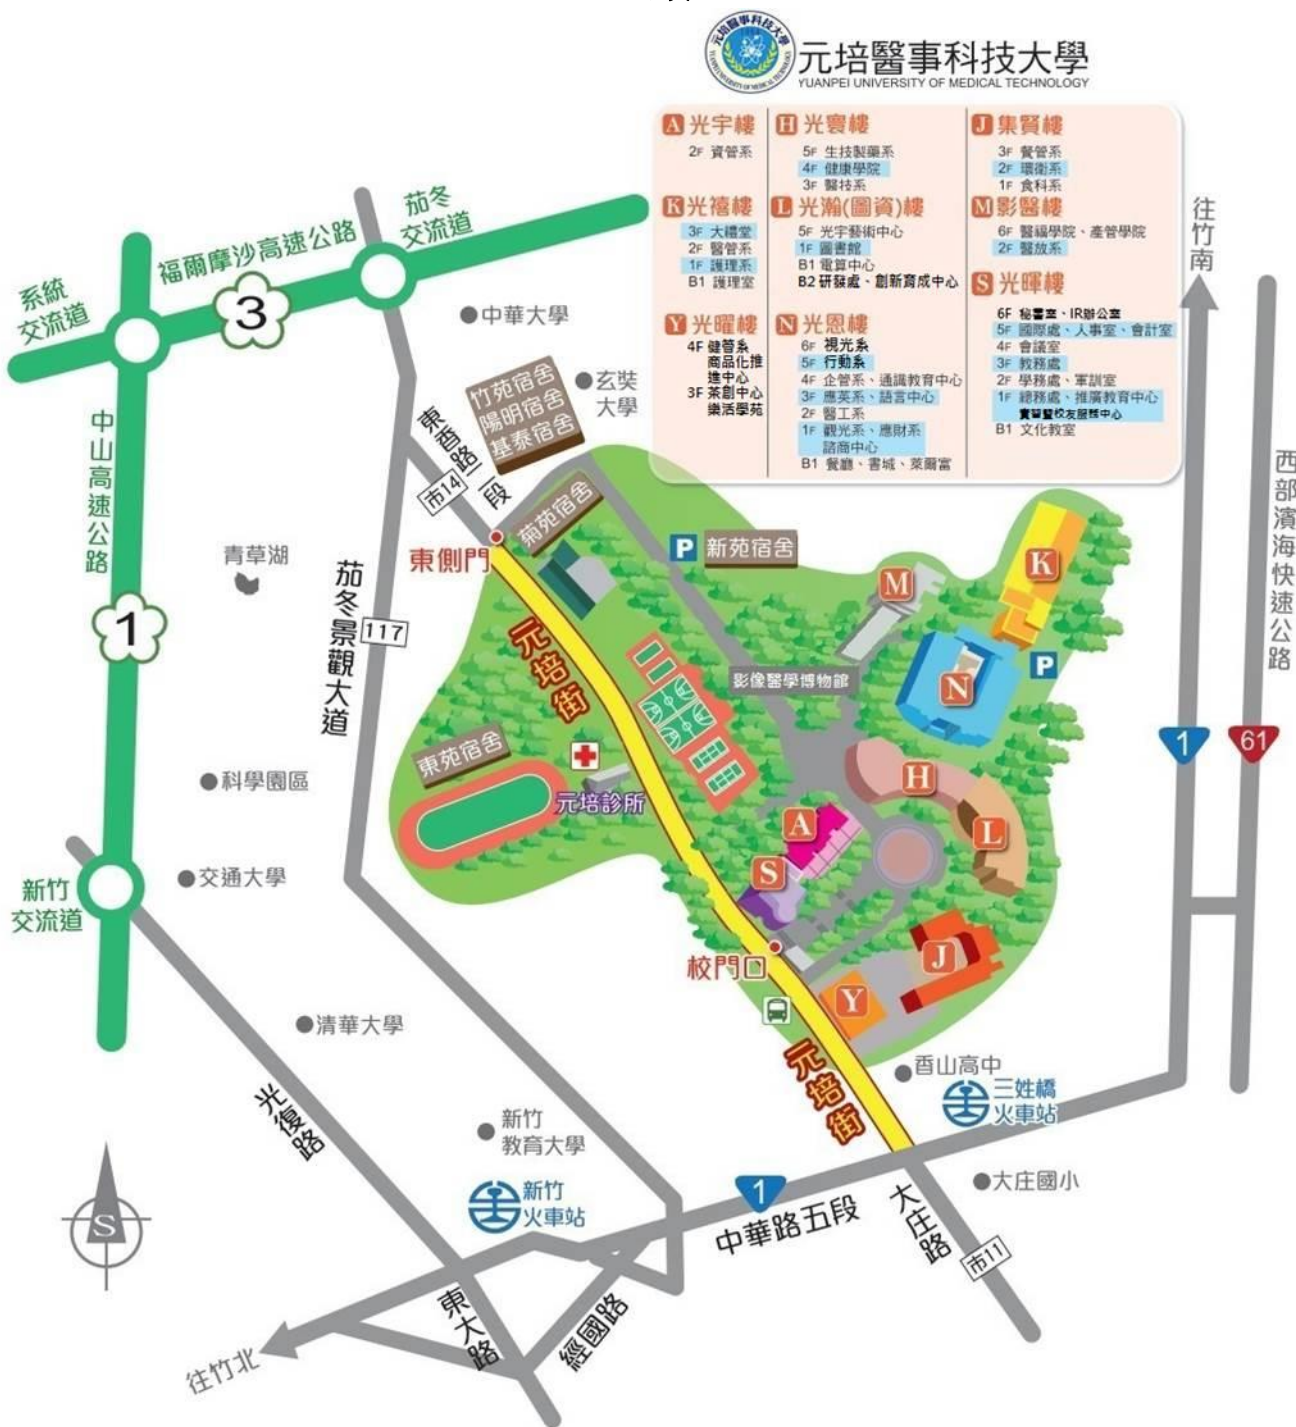 元培醫事科技大學
YUANPEI UNIVERSITY OF MEDICAL TECHNOLOGY
A 光宇樓
2F 資管系
K 光禧樓
3F 大禮堂
2F 醫管系
1F 護理系
B1 護理室
Y 光曜樓
4F 健管系
商品化推
進中心
3F 茶創中心
樂活學苑
H 光寰樓
5F 生技製藥系
4F 健康學院
3F 醫技系
L 光瀚(圖資)樓
5F 光宇藝術中心
1F 圖書館
B1 電算中心
B2 研發處、創新育成中心
N 光恩樓
6F 視光系
5F 行動系
4F 企管系、通識教育中心
3F 應英系、語言中心
2F 醫工系
1F 觀光系、應財系
諮商中心
B1 餐廳、書城、萊爾富
J 集賢樓
3F 餐管系
2F 環衛系
1F 食科系
M 影醫樓
6F 醫福學院、產管學院
2F 醫放系
S 光暉樓
6F 秘書室、IR辦公室
5F 國際處、人事室、會計室
4F 會議室
3F 教務處
2F 學務處、軍訓室
1F 總務處、推廣教育中心
實習暨校友服務中心
B1 文化教室
往竹南
茄冬
交流道
福爾摩沙高速公路
3
系統
交流道
中華大學
玄奘
大學
竹苑宿舍
陽明宿舍
基泰宿舍
東香路二段
市14
菊苑宿舍
東側門
P
新苑宿舍
中山高速公路
1
青草湖
茄冬景觀大道
117
元培街
M
K
N
P
影像醫學博物館
西部濱海快速公路
1
61
東苑宿舍
元培診所
科學園區
交通大學
新竹
交流道
H
A
L
S
校門口
J
Y
元培街
清華大學
光復路
香山高中
三姓橋
火車站
新竹
教育大學
新竹
火車站
1
中華路五段
大庄路
大庄國小
市11
S
東大路
經國路
往竹北